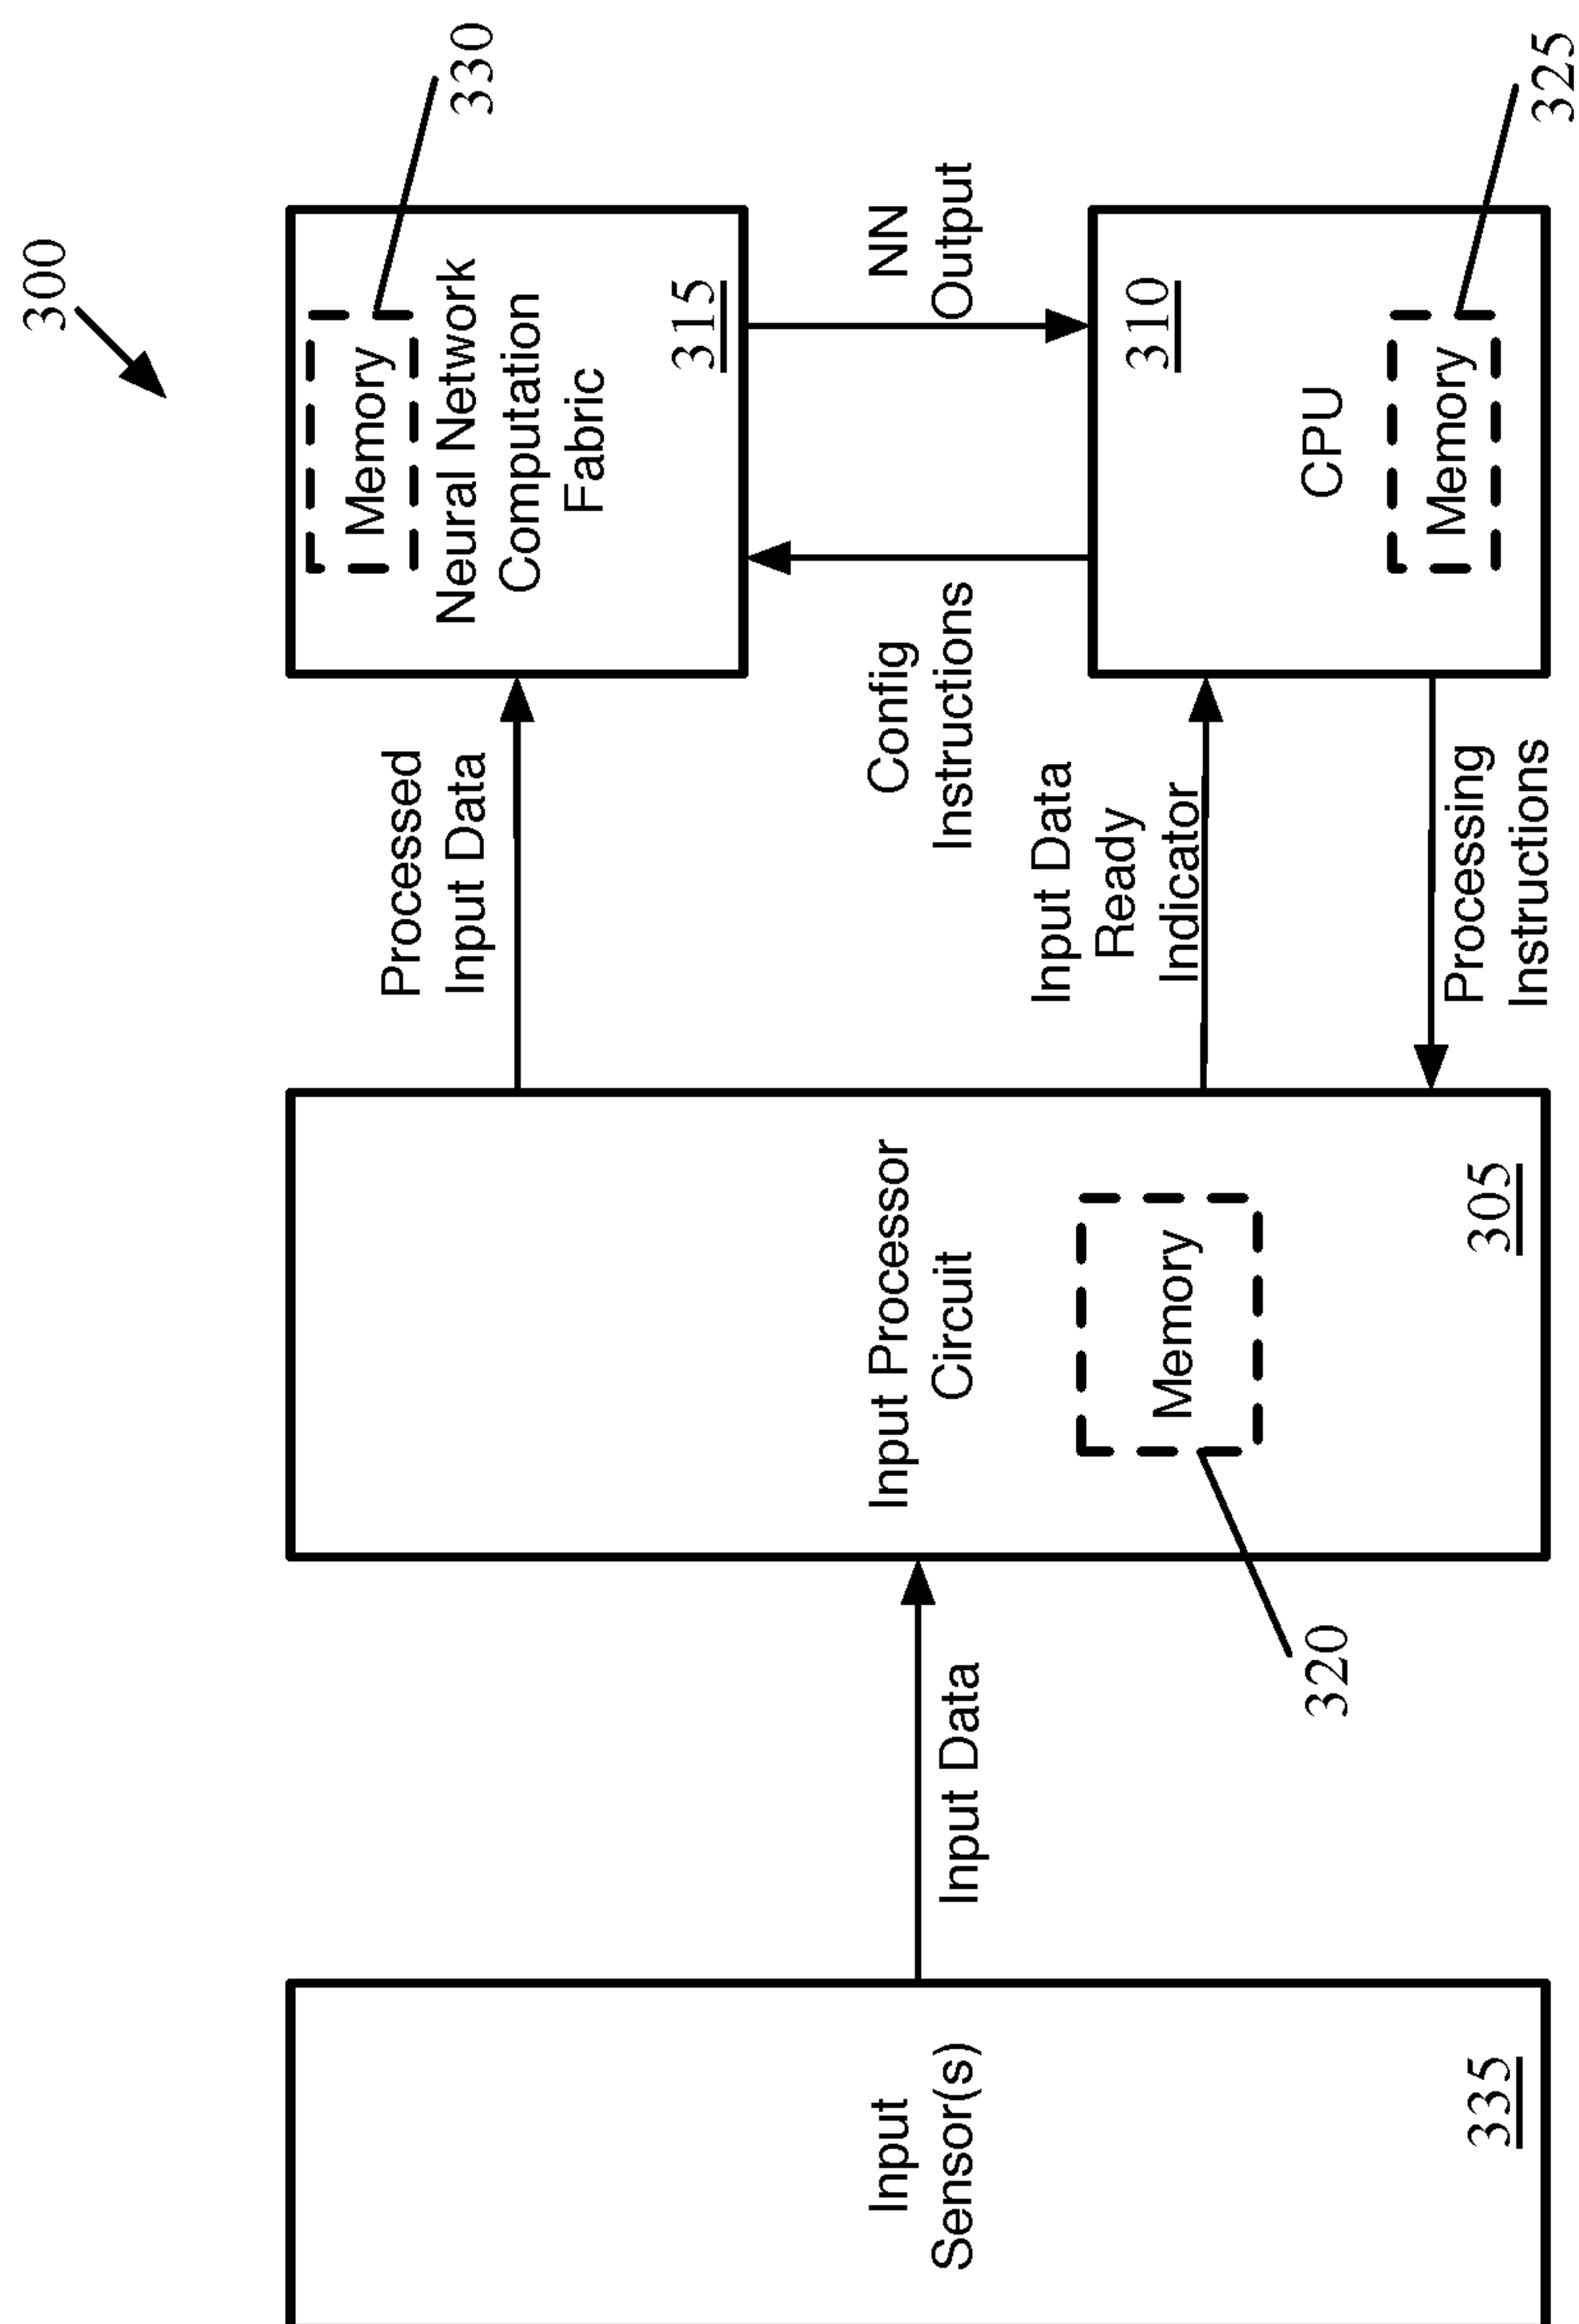 300
Input
Sensor(s)
335
Input Data
Input Processor
Circuit
Memory
305
320
Processed
Input Data
Memory
330
Neural Network
Computation
Fabric
315
Config
Instructions
NN
Output
Input Data
Ready
Indicator
Processing
Instructions
310
CPU
Memory
325